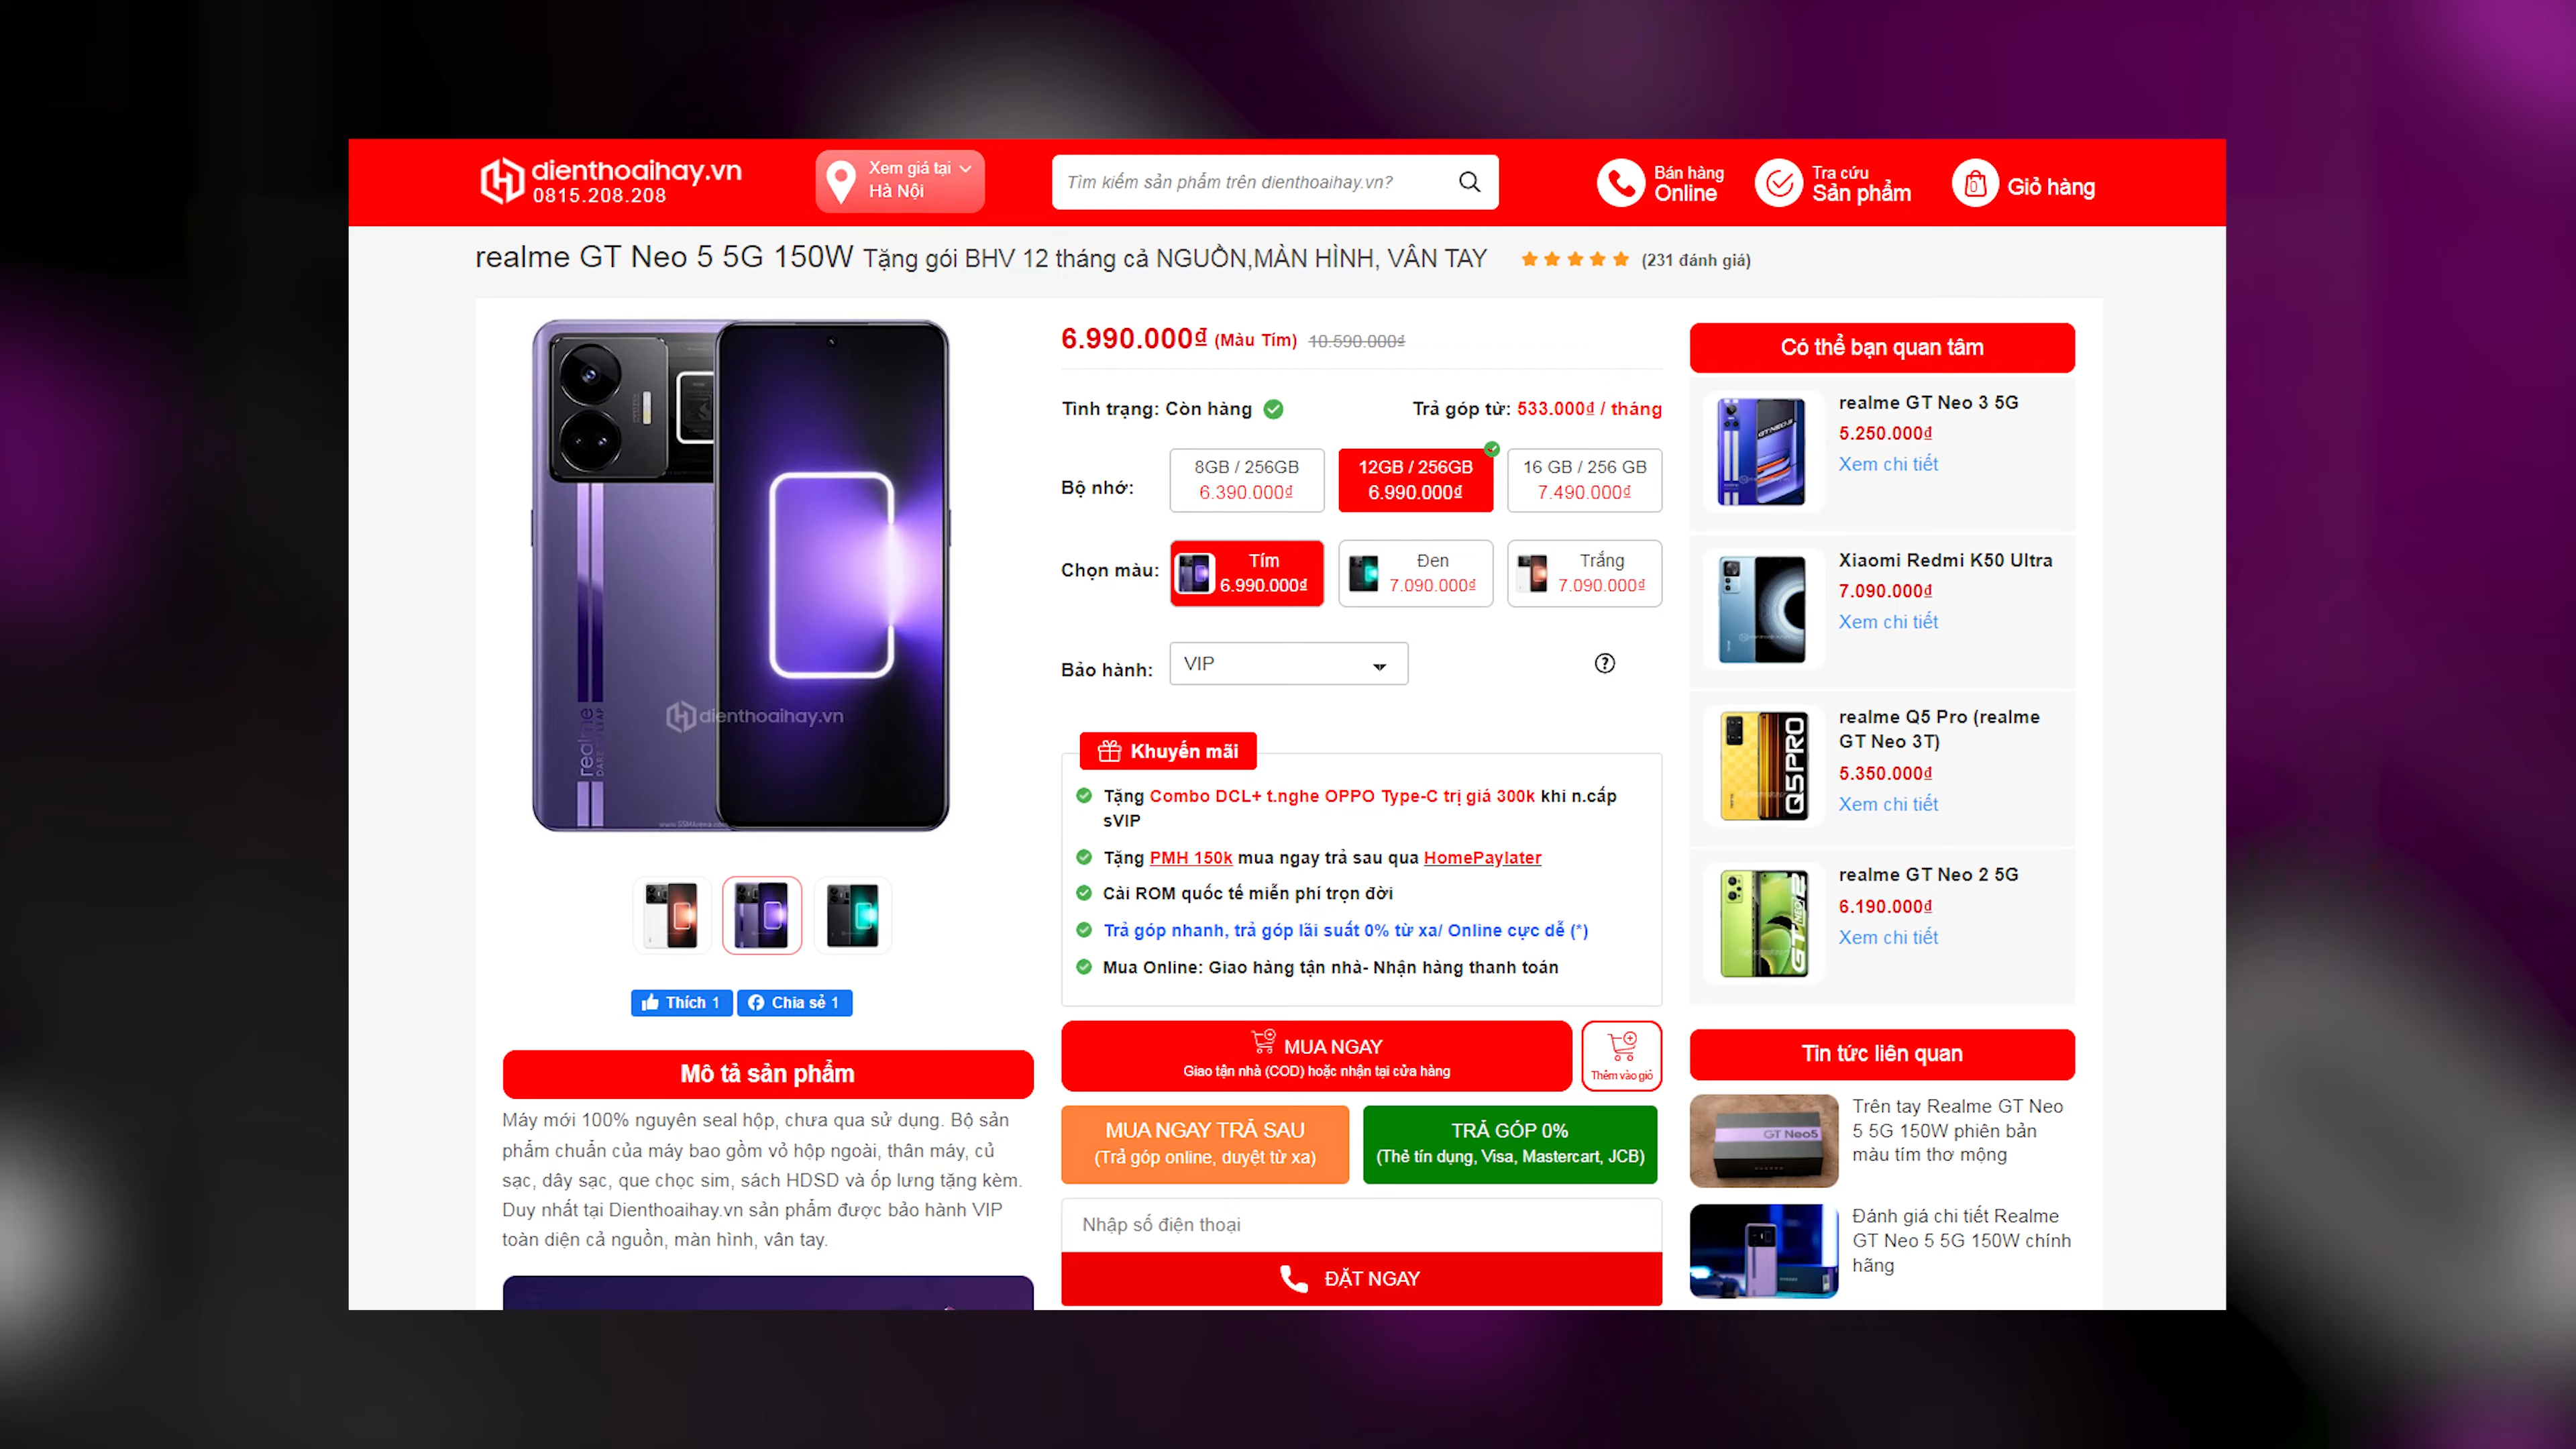 dienthoaihay.vn
0815.208.208
Xem giá tại
Hà Nội
Tìm kiếm sản phẩm trên dienthoaihay.vn?
Bán hàng
Online
Tra cứu
Sản phẩm
0
Giỏ hàng
realme GT Neo 5 5G 150W Tặng gói BHV 12 tháng cả NGUỒN,MÀN HÌNH, VÂN TAY (231 đánh giá)
realme
dienthoaihay.vn
6.990.000₫ (Màu Tím) 10.590.000₫
Tình trạng: Còn hàng
Trả góp từ: 533.000₫ / tháng
Bộ nhớ:
8GB / 256GB
6.390.000₫
12GB / 256GB
6.990.000₫
16 GB / 256 GB
7.490.000₫
Chọn màu:
Tím
6.990.000₫
Đen
7.090.000₫
Trắng
7.090.000₫
Bảo hành:
VIP
Khuyến mãi
Tặng Combo DCL+ t.nghe OPPO Type-C trị giá 300k khi n.cấp
sVIP
Tặng PMH 150k mua ngay trả sau qua HomePaylater
Cài ROM quốc tế miễn phí trọn đời
Trả góp nhanh, trả góp lãi suất 0% từ xa/ Online cực dễ (*)
Mua Online: Giao hàng tận nhà- Nhận hàng thanh toán
MUA NGAY
Giao tận nhà (COD) hoặc nhận tại cửa hàng
Thêm vào giỏ
MUA NGAY TRẢ SAU
(Trả góp online, duyệt từ xa)
TRẢ GÓP 0%
(Thẻ tín dụng, Visa, Mastercart, JCB)
Nhập số điện thoại
ĐẶT NGAY
Thích 1
Chia sẻ 1
Mô tả sản phẩm
Máy mới 100% nguyên seal hộp, chưa qua sử dụng. Bộ sản
phẩm chuẩn của máy bao gồm vỏ hộp ngoài, thân máy, củ
sạc, dây sạc, que chọc sim, sách HDSD và ốp lưng tặng kèm.
Duy nhất tại Dienthoaihay.vn sản phẩm được bảo hành VIP
toàn diện cả nguồn, màn hình, vân tay.
Có thể bạn quan tâm
realme GT Neo 3 5G
5.250.000₫
Xem chi tiết
Xiaomi Redmi K50 Ultra
7.090.000₫
Xem chi tiết
Q5PRO
realme Q5 Pro (realme
GT Neo 3T)
5.350.000₫
Xem chi tiết
realme GT Neo 2 5G
6.190.000₫
Xem chi tiết
Tin tức liên quan
GT Neo5
Trên tay Realme GT Neo
5 5G 150W phiên bản
màu tím thơ mộng
Đánh giá chi tiết Realme
GT Neo 5 5G 150W chính
hãng